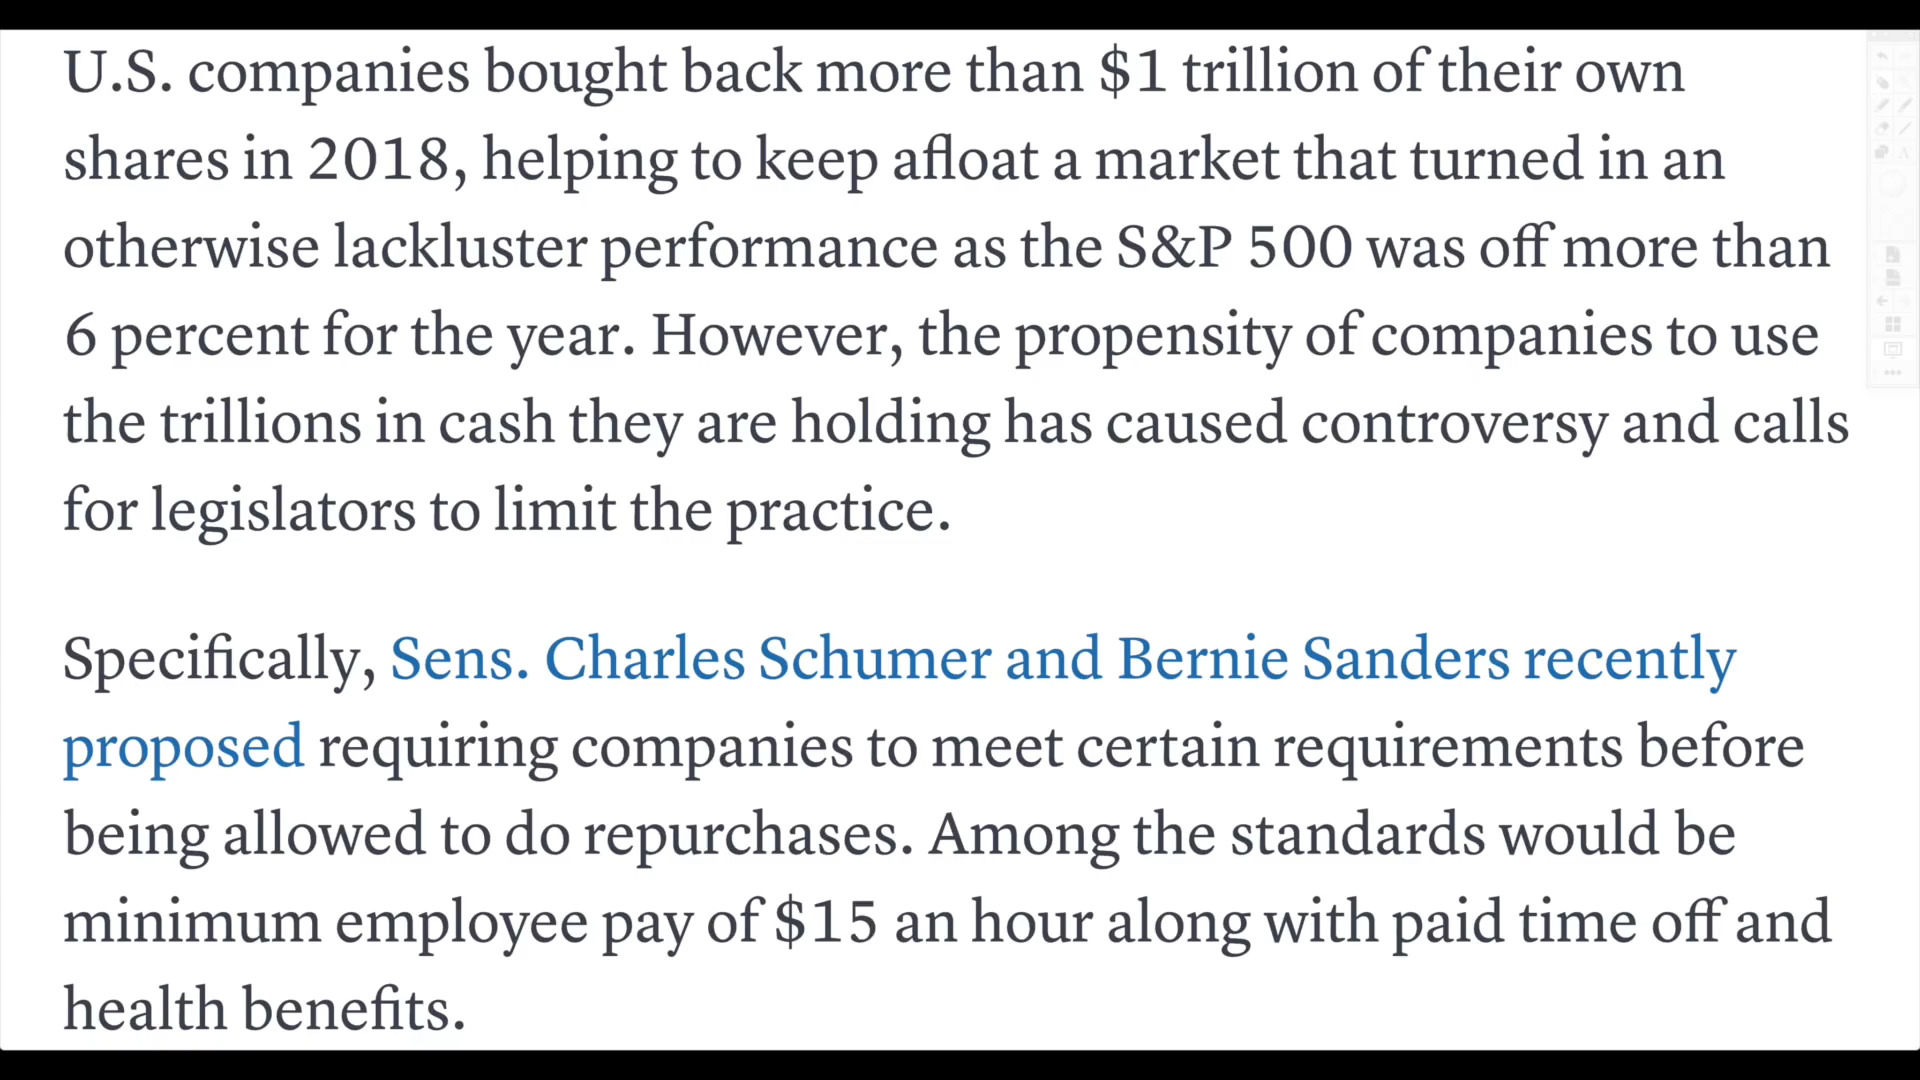 U.S. companies bought back more than $1 trillion of their own
shares in 2018, helping to keep afloat a market that turned in an
otherwise lackluster performance as the S&P 500 was off more than
6 percent for the year. However, the propensity of companies to use
the trillions in cash they are holding has caused controversy and calls
for legislators to limit the practice.
Specifically, Sens. Charles Schumer and Bernie Sanders recently
proposed requiring companies to meet certain requirements before
being allowed to do repurchases. Among the standards would be
minimum employee pay of $15 an hour along with paid time off and
health benefits.